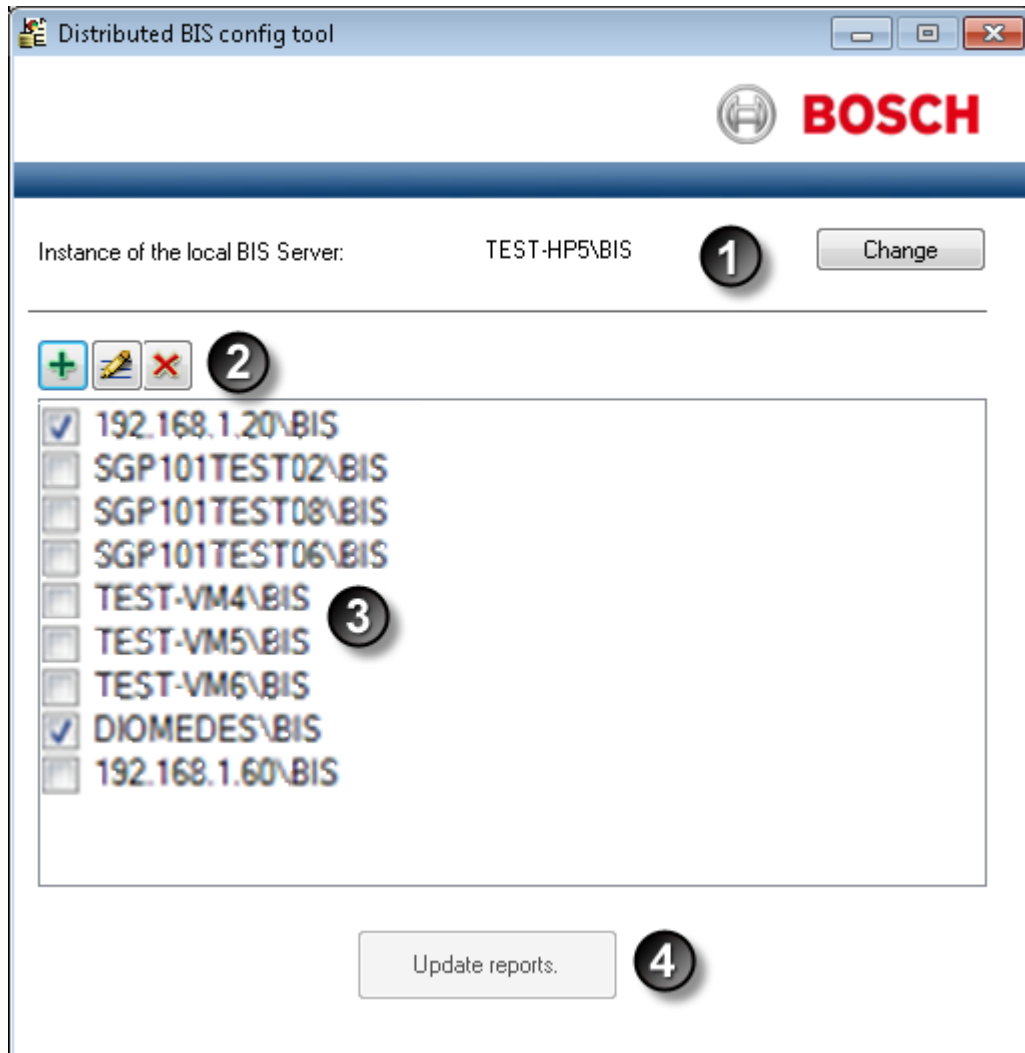 Distributed BIS config tool
BOSCH
Instance of the local BIS Server: TEST-HP5\BIS 1 Change
2
192.168.1.20\BIS
SGP101TEST02\BIS
SGP101TEST08\BIS
SGP101TEST06\BIS
TEST-VM4\BIS
3
TEST-VM5\BIS
TEST-VM6\BIS
DIOMEDES\BIS
192.168.1.60\BIS
Update reports. 4